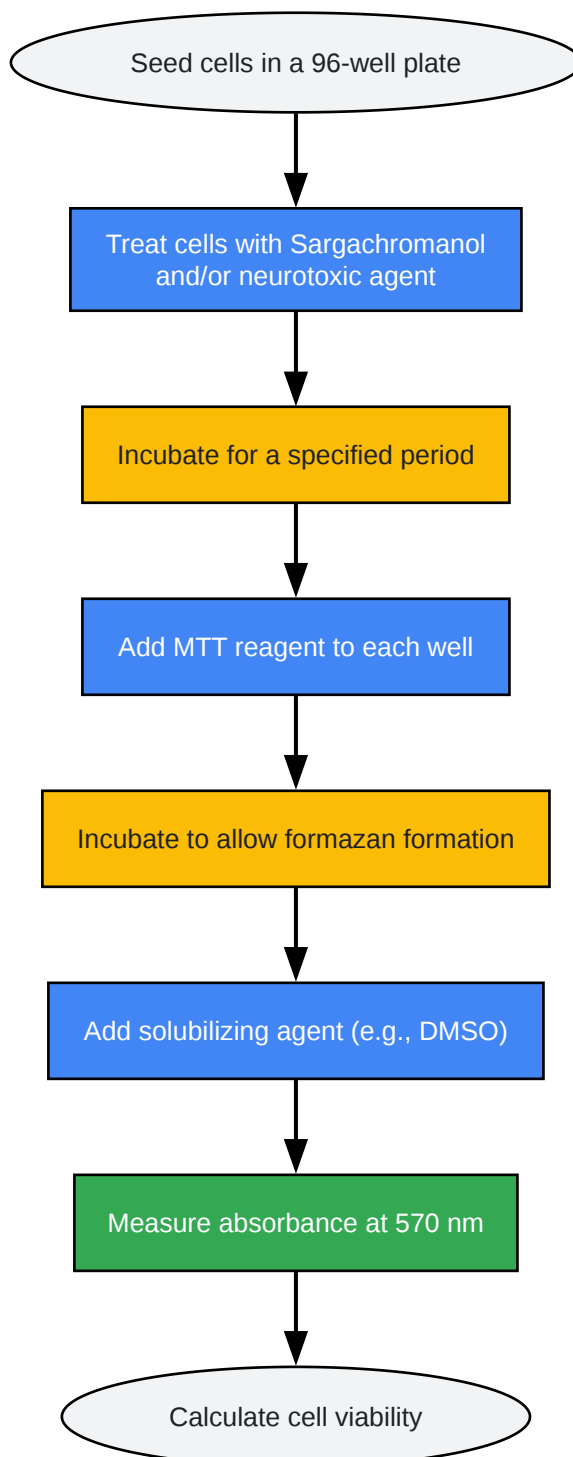 Seed cells in a 96-well plate
Treat cells with Sargachromanol
and/or neurotoxic agent
Incubate for a specified period
Add MTT reagent to each well
Incubate to allow formazan formation
Add solubilizing agent (e.g., DMSO)
Measure absorbance at 570 nm
Calculate cell viability